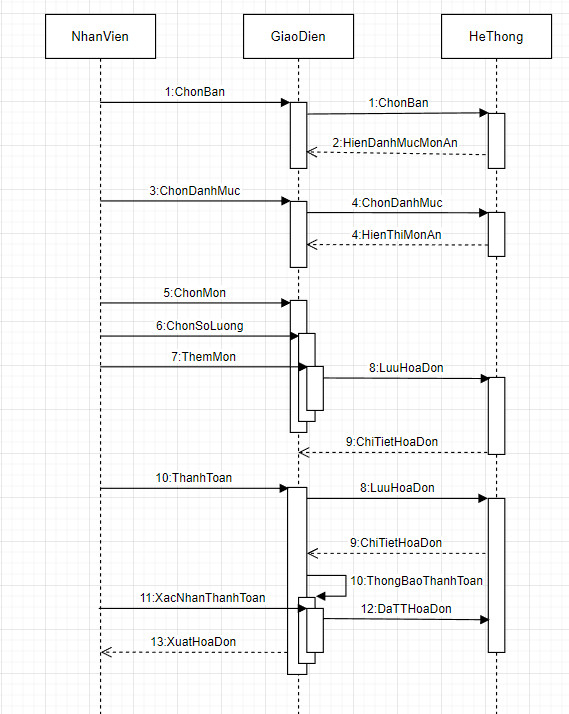 NhanVien
GiaoDien
HeThong
1:ChonBan
1:ChonBan
2:HienDanhMucMonAn
3:ChonDanhMuc
4:ChonDanhMuc
4:HienThiMonAn
5:ChonMon
6:ChonSoLuong
7:ThemMon
8:LuuHoaDon
9:ChiTietHoaDon
10:ThanhToan
8:LuuHoaDon
9:ChiTietHoaDon
10:ThongBaoThanhToan
11:XacNhanThanhToan
12:DaTTHoaDon
13:XuatHoaDon